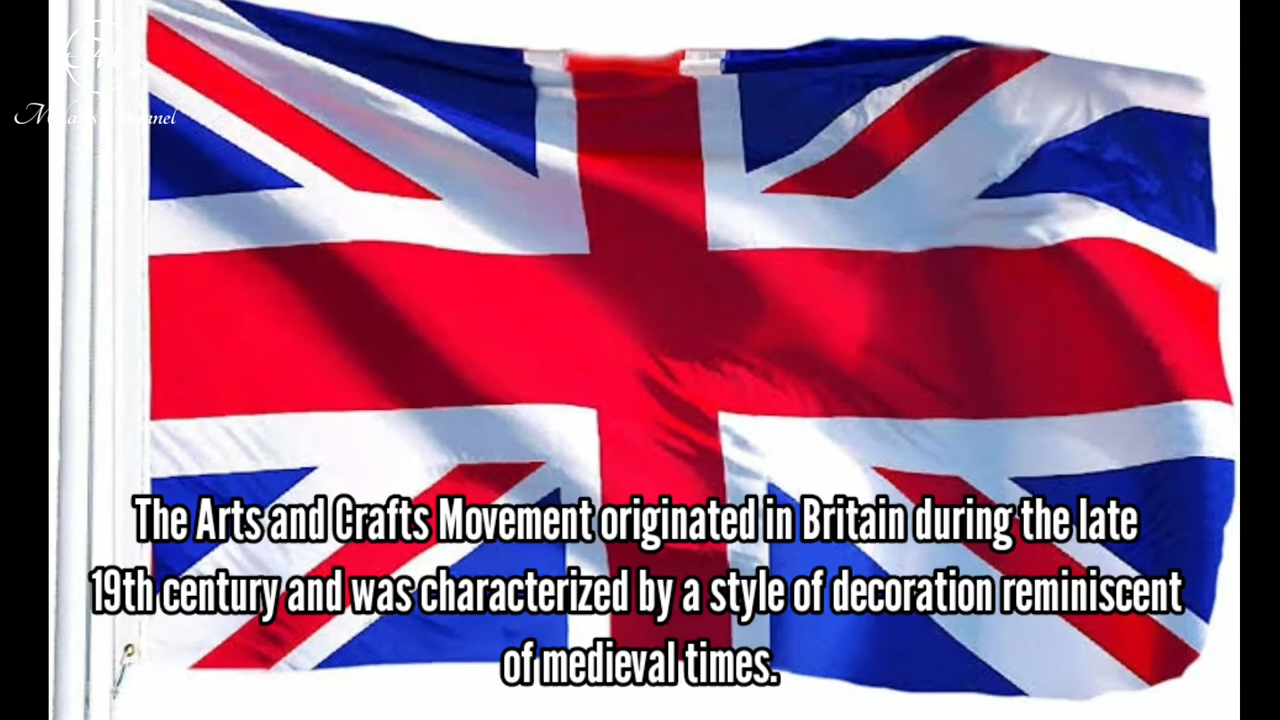 The Arts and Crafts Movement originated in Britain during the late
19th century and was characterized by a style of decoration reminiscent
of medieval times.